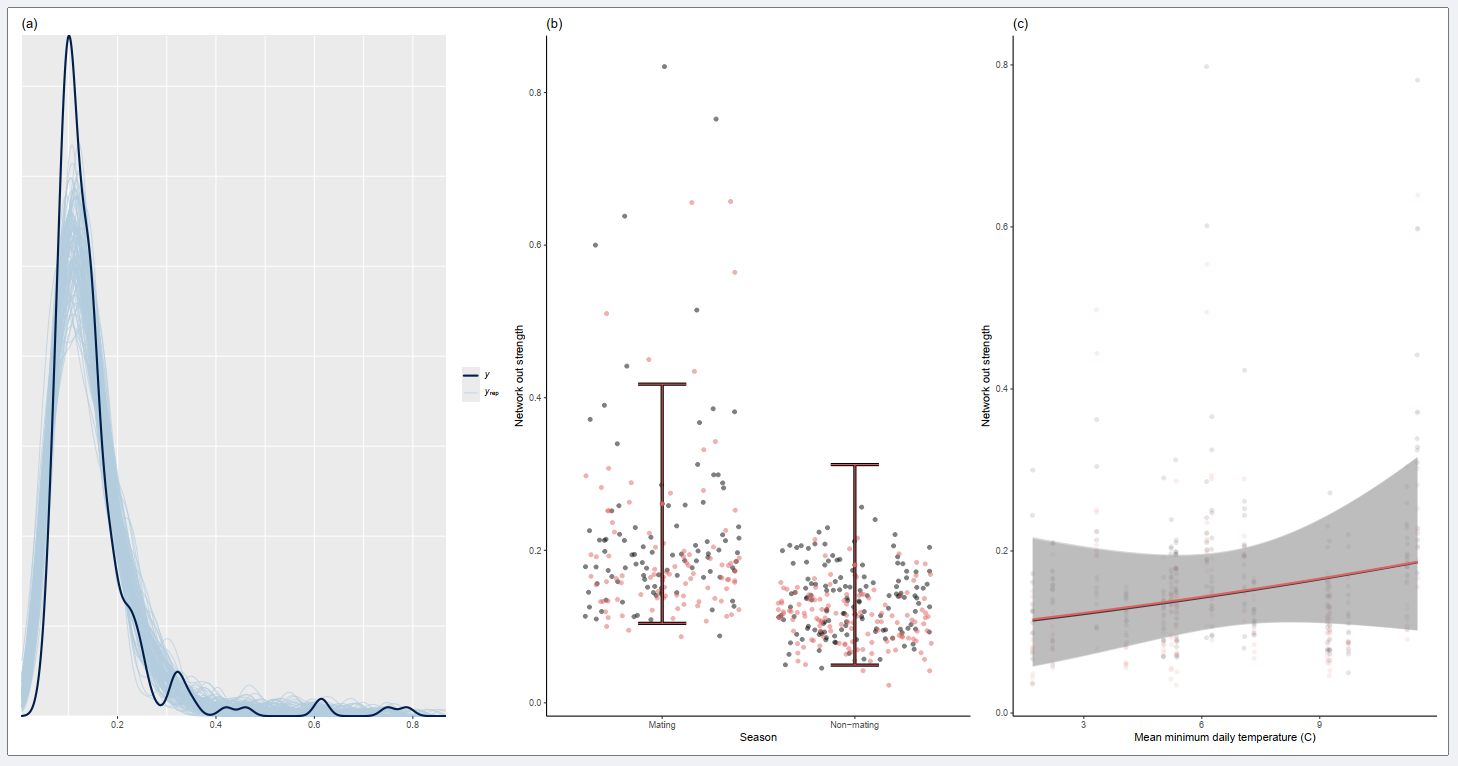 (a)
0.2
0.4
0.6
0.8
y
yrep
(b)
Network out strength
0.8
0.6
0.4
0.2
0.0
Mating
Non−mating
Season
(c)
Network out strength
0.8
0.6
0.4
0.2
0.0
3
6
9
Mean minimum daily temperature (C)